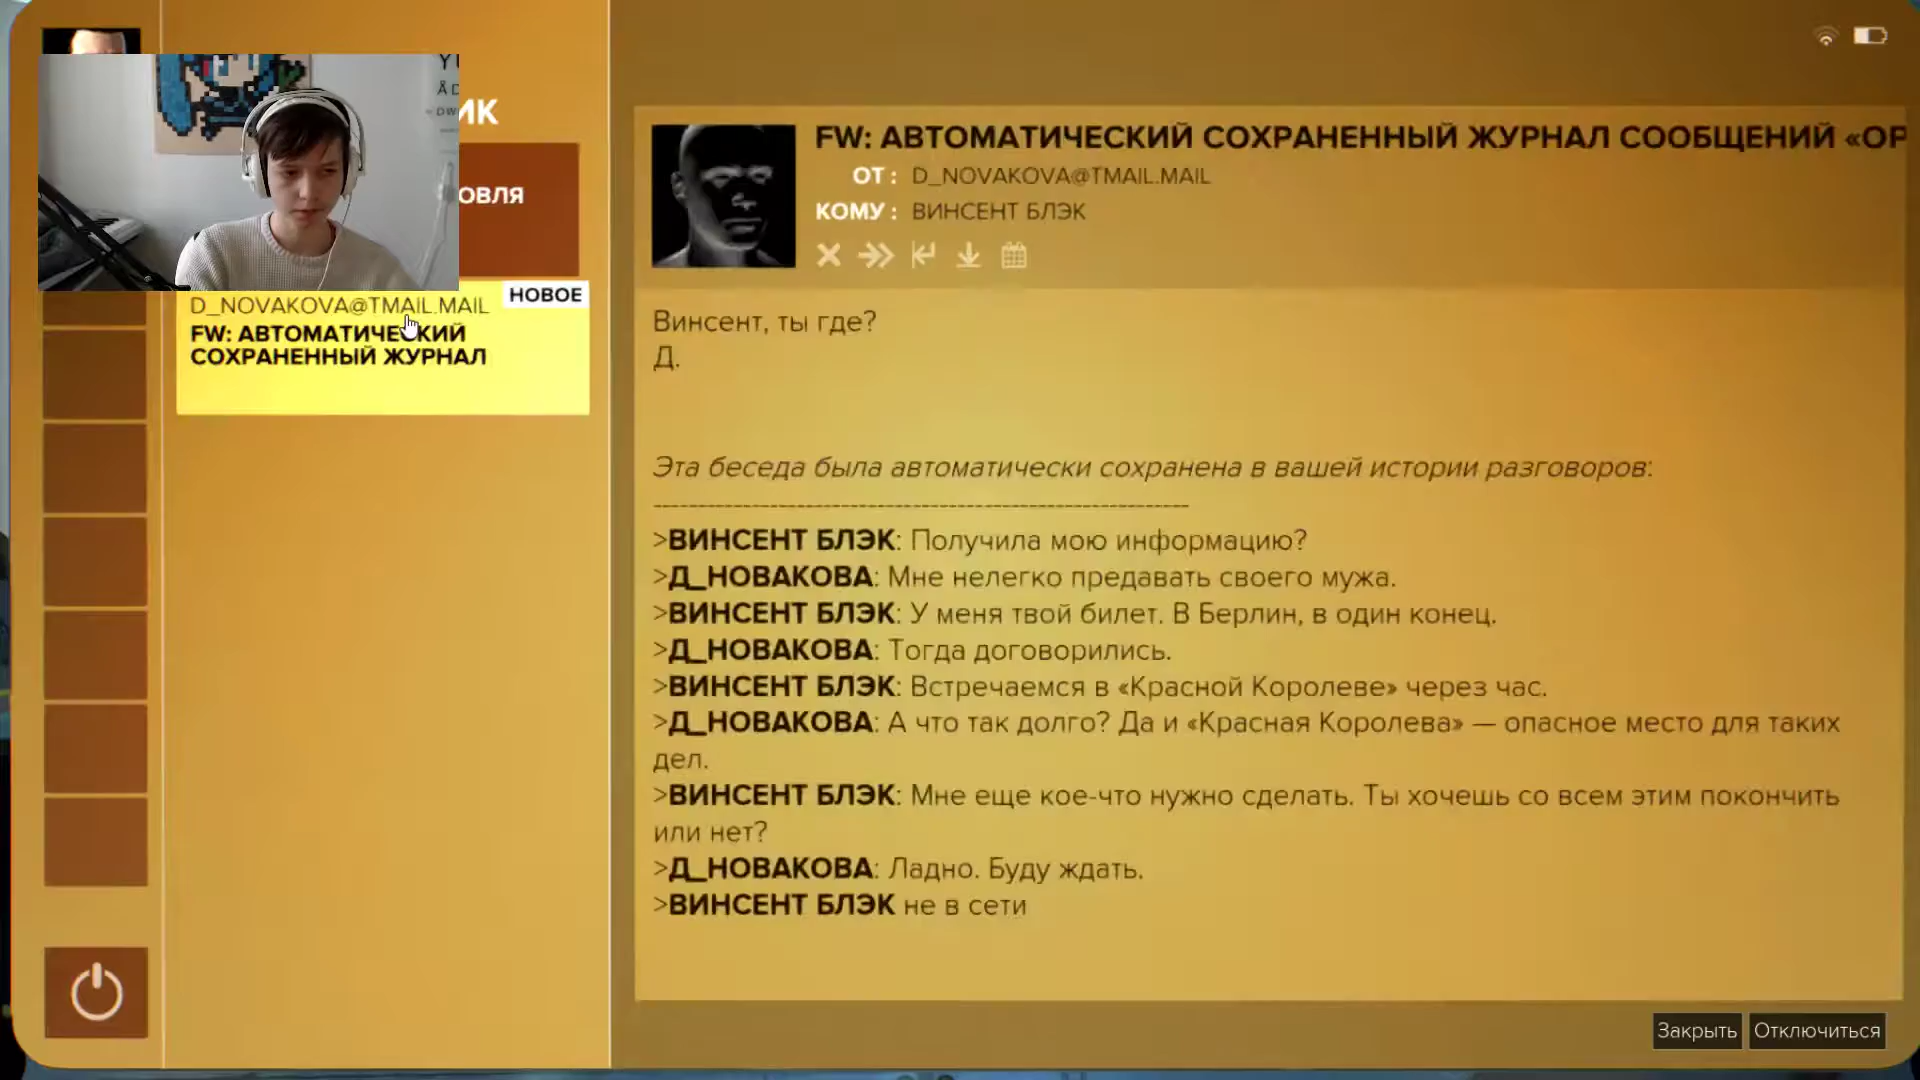 ИК
ОВЛЯ
D_NOVAKOVA@TMAIL.MAIL
НОВОЕ
FW: АВТОМАТИЧЕСКИЙ
СОХРАНЕННЫЙ ЖУРНАЛ
FW: АВТОМАТИЧЕСКИЙ СОХРАНЕННЫЙ ЖУРНАЛ СООБЩЕНИЙ «ОР
ОТ : D_NOVAKOVA@TMAIL.MAIL
КОМУ : ВИНСЕНТ БЛЭК
Винсент, ты где?
Д.
Эта беседа была автоматически сохранена в вашей истории разговоров:
>ВИНСЕНТ БЛЭК: Получила мою информацию?
>Д_НОВАКОВА: Мне нелегко предавать своего мужа.
>ВИНСЕНТ БЛЭК: У меня твой билет. В Берлин, в один конец.
>Д_НОВАКОВА: Тогда договорились.
>ВИНСЕНТ БЛЭК: Встречаемся в «Красной Королеве» через час.
>Д_НОВАКОВА: А что так долго? Да и «Красная Королева» — опасное место для таких
дел.
>ВИНСЕНТ БЛЭК: Мне еще кое-что нужно сделать. Ты хочешь со всем этим покончить
или нет?
>Д_НОВАКОВА: Ладно. Буду ждать.
>ВИНСЕНТ БЛЭК не в сети
Закрыть Отключиться